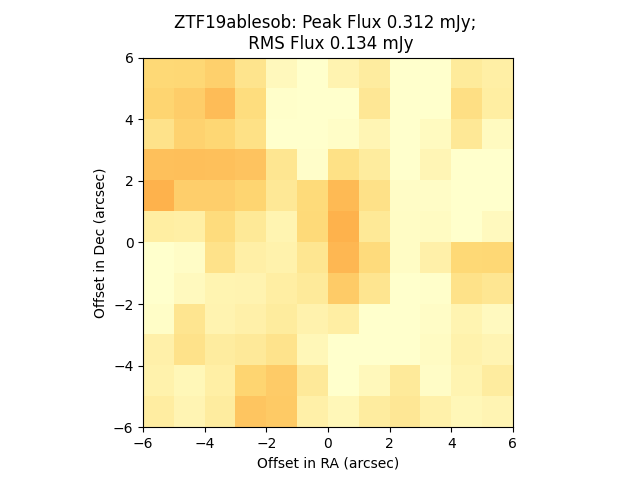 ZTF19ablesob: Peak Flux 0.312 mJy;
RMS Flux 0.134 mJy
6
4
2
0
−2
−4
−6
Offset in Dec (arcsec)
−6 −4 −2 0 2 4 6
Offset in RA (arcsec)